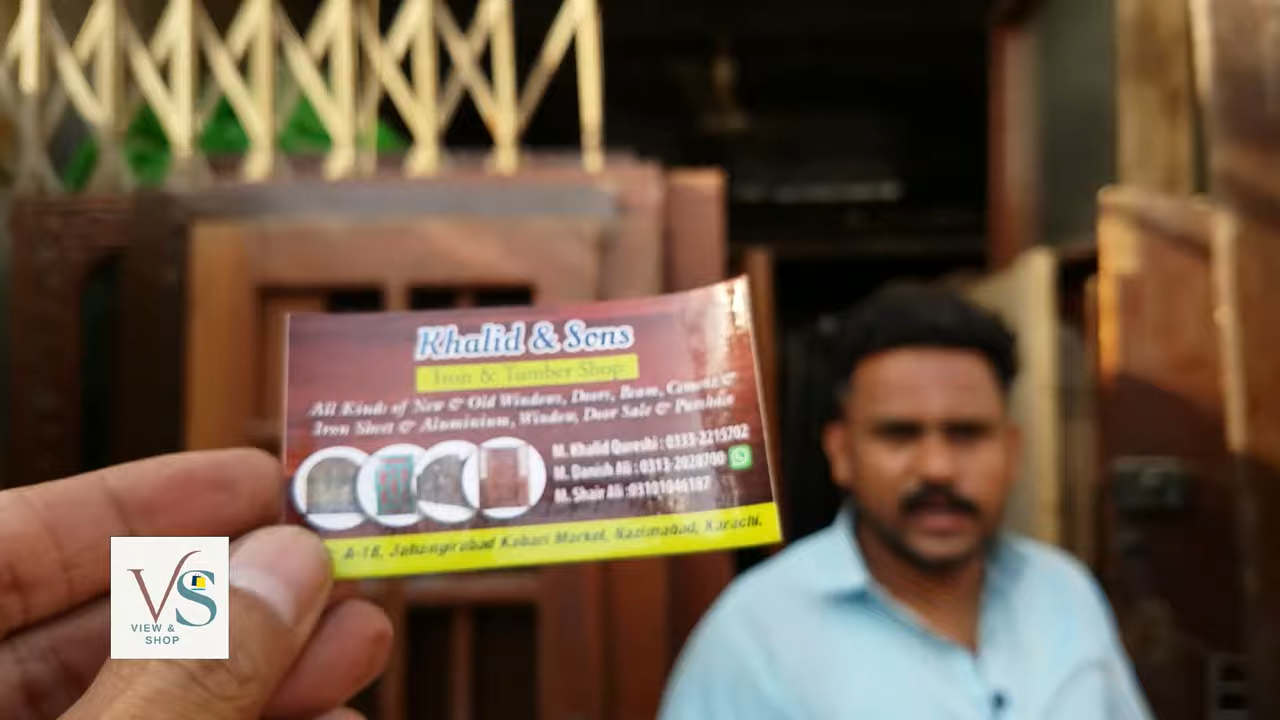 Khalid & Sons
Iron & Tumber Shop
All Kinds of New & Old Windows, Doors, Beam, Cement &
Iron Sheet & Aluminium, Window, Door Sale & Purchase
M. Khalid Qureshi : 0333-2215702
M. Danish Ali : 0313-2028700
M. Shair Ali :03101046187
A-18, Jahangirabad Kabari Market, Nazimabad, Karachi.
VS
VIEW &
SHOP